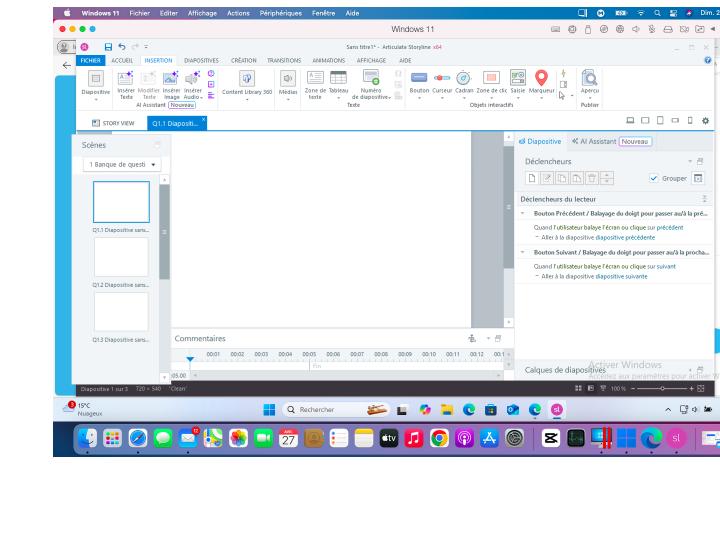 Windows 11 Fichier Editer Affichage Actions Périphériques Fenêtre Aide Dim. 2
Windows 11
Sans titre1* - Articulate Storyline x64
FICHIER ACCUEIL INSERTION DIAPOSITIVES CRÉATION TRANSITIONS ANIMATIONS AFFICHAGE AIDE
Diapositive Insérer Texte Modifier Texte Insérer Image Insérer Audio Content Library 360 Médias Zone de texte Tableau Numéro de diapositive Bouton Curseur Cadran Zone de clic Saisie Marqueur Aperçu
AI Assistant Nouveau Texte Objets interactifs Publier
STORY VIEW Q1.1 Diapositi...
Scènes
1 Banque de questi
Q1.1 Diapositive sans...
Q1.2 Diapositive sans...
Q1.3 Diapositive sans...
Diapositive AI Assistant Nouveau
Déclencheurs
Grouper
Déclencheurs du lecteur
Bouton Précédent / Balayage du doigt pour passer au/à la pré...
Quand l'utilisateur balaye l'écran ou clique sur précédent
Aller à la diapositive diapositive précédente
Bouton Suivant / Balayage du doigt pour passer au/à la procha...
Quand l'utilisateur balaye l'écran ou clique sur suivant
Aller à la diapositive diapositive suivante
Commentaires
00:01 00:02 00:03 00:04 00:05 00:06 00:07 00:08 00:09 00:10 00:11 00:12 00:1
Fin
05.00
Calques de diapositives
Activer Windows
Accédez aux paramètres pour activer W
Diapositive 1 sur 3 720 × 540 'Clean' 100 %
3
15°C
Nuageux
Rechercher
12
27
tv
sl